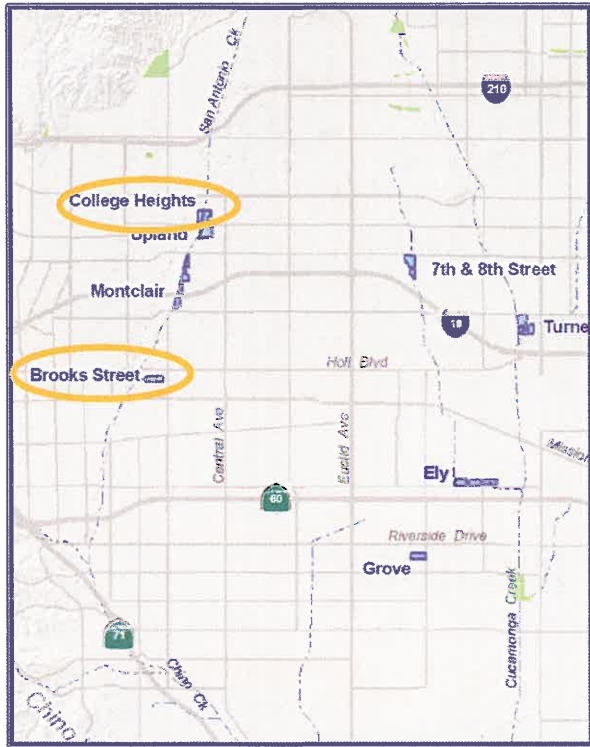 San Antonio Ck
210
College Heights
Upland
7th & 8th Street
Montclair
10
Turne
Holt Blvd
Brooks Street
Central Ave
Euclid Ave
Mission
Ely
60
Riverside Drive
Grove
Cucamonga Creek
71
Chino Ck
Chino